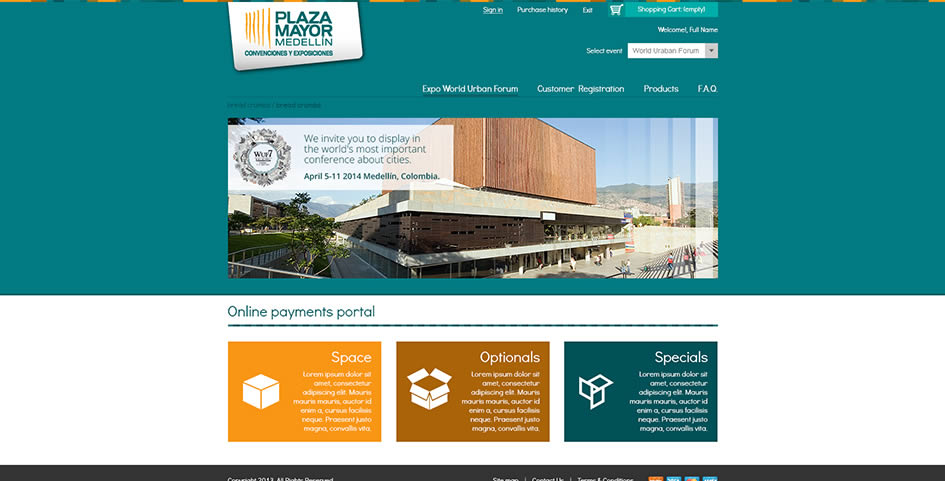 PLAZA
MAYOR
MEDELLÍN
CONVENCIONES Y EXPOSICIONES
Sign in Purchase history Exit Shopping Cart (empty)
Welcome!, Full Name
Select event World Uraban Forum
Expo World Urban Forum Customer Registration Products F.A.Q.
bread crumbs / bread crumbs
WUF7
Medellín
We invite you to display in
the world's most important
conference about cities.
April 5-11 2014 Medellín, Colombia.
Online payments portal
Space
Lorem ipsum dolor sit
amet, consectetur
adipiscing elit. Mauris
mauris mauris, auctor id
enim a, cursus facilisis
neque. Praesent justo
magna, convallis vita.
Optionals
Lorem ipsum dolor sit
amet, consectetur
adipiscing elit. Mauris
mauris mauris, auctor id
enim a, cursus facilisis
neque. Praesent justo
magna, convallis vita.
Specials
Lorem ipsum dolor sit
amet, consectetur
adipiscing elit. Mauris
mauris mauris, auctor id
enim a, cursus facilisis
neque. Praesent justo
magna, convallis vita.
Copyright 2013. All Rights Reserved. Site map | Contact Us | Terms & Conditions